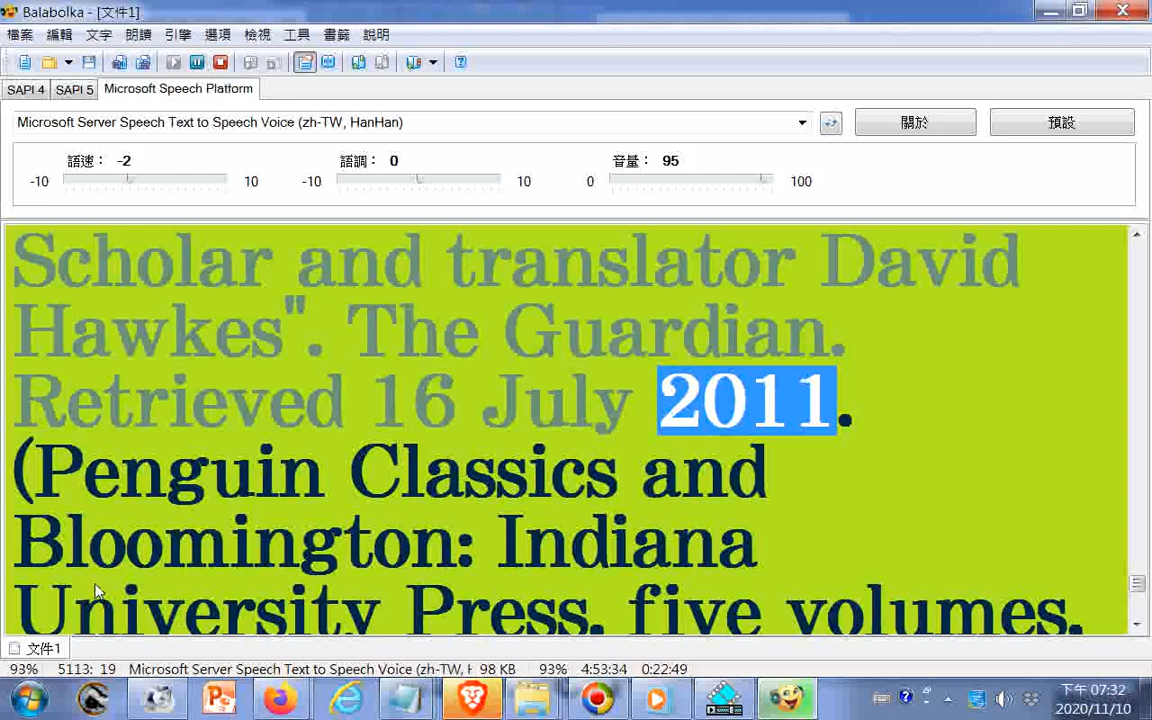 Balabolka - [文件1]
檔案 編輯 文字 朗讀 引擎 選項 檢視 工具 書籤 說明
SAPI 4 SAPI 5 Microsoft Speech Platform
Microsoft Server Speech Text to Speech Voice (zh-TW, HanHan) 關於 預設
語速： -2 語調： 0 音量： 95
-10 10 -10 10 0 100
Scholar and translator David
Hawkes". The Guardian.
Retrieved 16 July 2011.
(Penguin Classics and
Bloomington: Indiana
University Press, five volumes,
文件1
93% 5113: 19 Microsoft Server Speech Text to Speech Voice (zh-TW, H 98 KB 93% 4:53:34 0:22:49
下午 07:32
2020/11/10